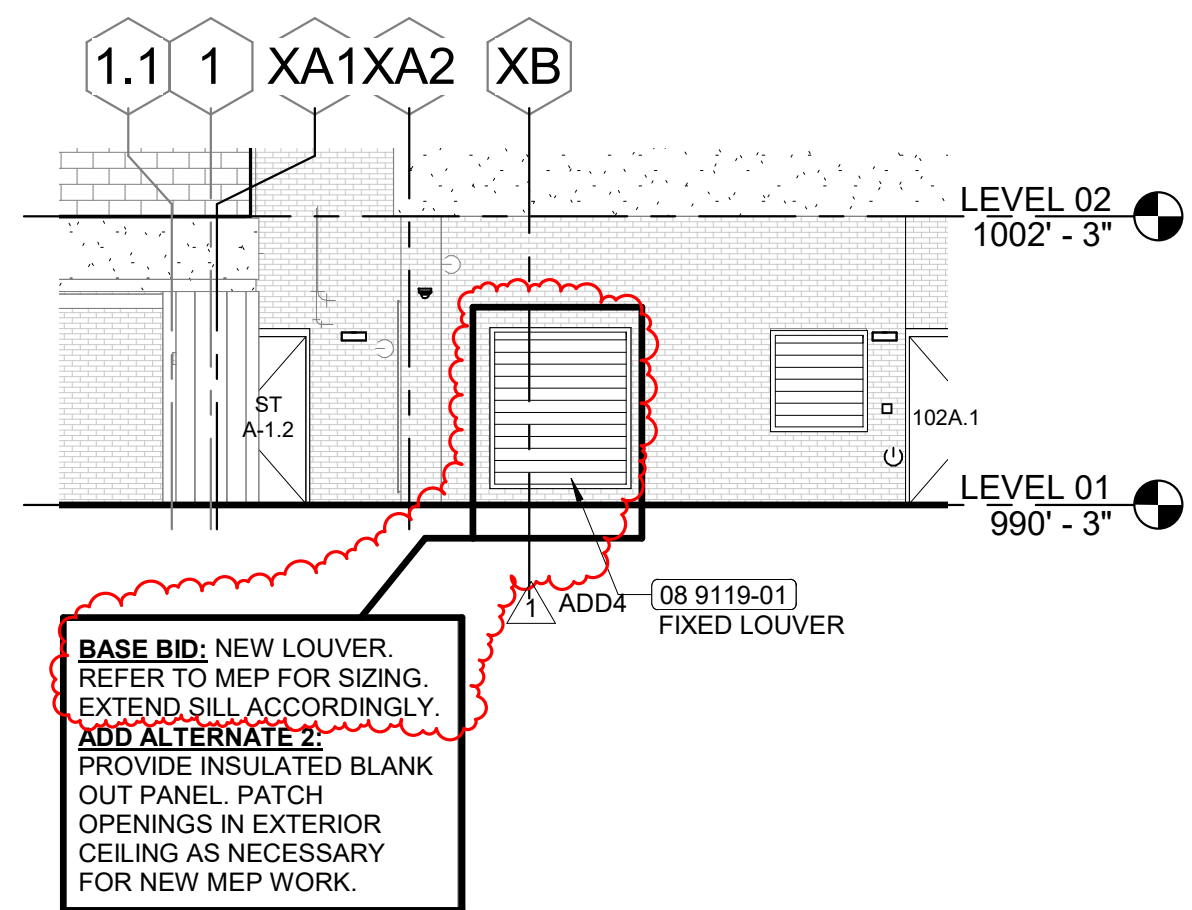 1.1
1
XA1
XA2
XB
LEVEL 02
1002' - 3"
ST
A-1.2
102A.1
LEVEL 01
990' - 3"
1
ADD4
08 9119-01
FIXED LOUVER
BASE BID: NEW LOUVER.
REFER TO MEP FOR SIZING.
EXTEND SILL ACCORDINGLY.
ADD ALTERNATE 2:
PROVIDE INSULATED BLANK
OUT PANEL. PATCH
OPENINGS IN EXTERIOR
CEILING AS NECESSARY
FOR NEW MEP WORK.